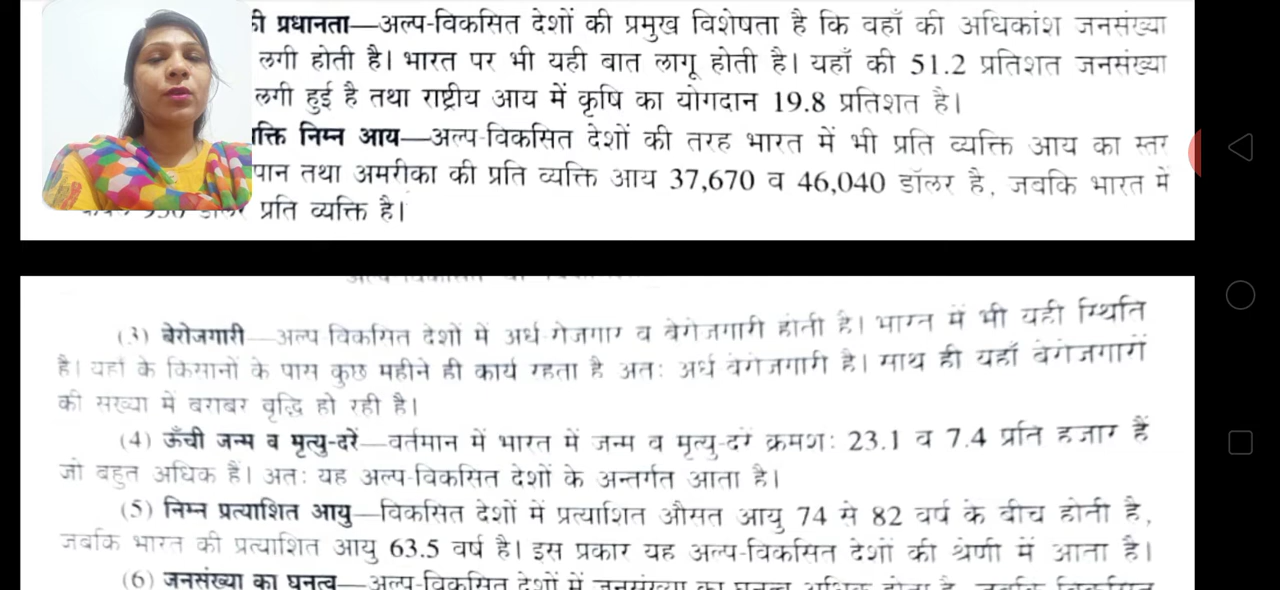 की प्रधानता—अल्प-विकसित देशों की प्रमुख विशेषता है कि वहाँ की अधिकांश जनसंख्या
लगी होती है। भारत पर भी यही बात लागू होती है। यहाँ की 51.2 प्रतिशत जनसंख्या
लगी हुई है तथा राष्ट्रीय आय में कृषि का योगदान 19.8 प्रतिशत है।
निम्न आय—अल्प-विकसित देशों की तरह भारत में भी प्रति व्यक्ति आय का स्तर
तथा अमरीका की प्रति व्यक्ति आय 37,670 व 46,040 डॉलर है, जबकि भारत में
प्रति व्यक्ति है।
(3) बेरोजगारी—अल्प विकसित देशों में अर्ध-रोजगार व बेरोजगारी होती है। भारत में भी यही स्थिति
है। यहाँ के किसानों के पास कुछ महीने ही कार्य रहता है अतः अर्ध बेरोजगारी है। साथ ही यहाँ बेरोजगारों
की संख्या में बराबर वृद्धि हो रही है।
(4) ऊँची जन्म व मृत्यु-दरें—वर्तमान में भारत में जन्म व मृत्यु-दरें क्रमशः 23.1 व 7.4 प्रति हजार हैं
जो बहुत अधिक हैं। अतः यह अल्प-विकसित देशों के अन्तर्गत आता है।
(5) निम्न प्रत्याशित आयु—विकसित देशों में प्रत्याशित औसत आयु 74 से 82 वर्ष के बीच होती है,
जबकि भारत की प्रत्याशित आयु 63.5 वर्ष है। इस प्रकार यह अल्प-विकसित देशों की श्रेणी में आता है।
(6) जनसंख्या का घनत्व—अल्प-विकसित देशों में जनसंख्या का घनत्व अधिक होता है, जबकि विकसित